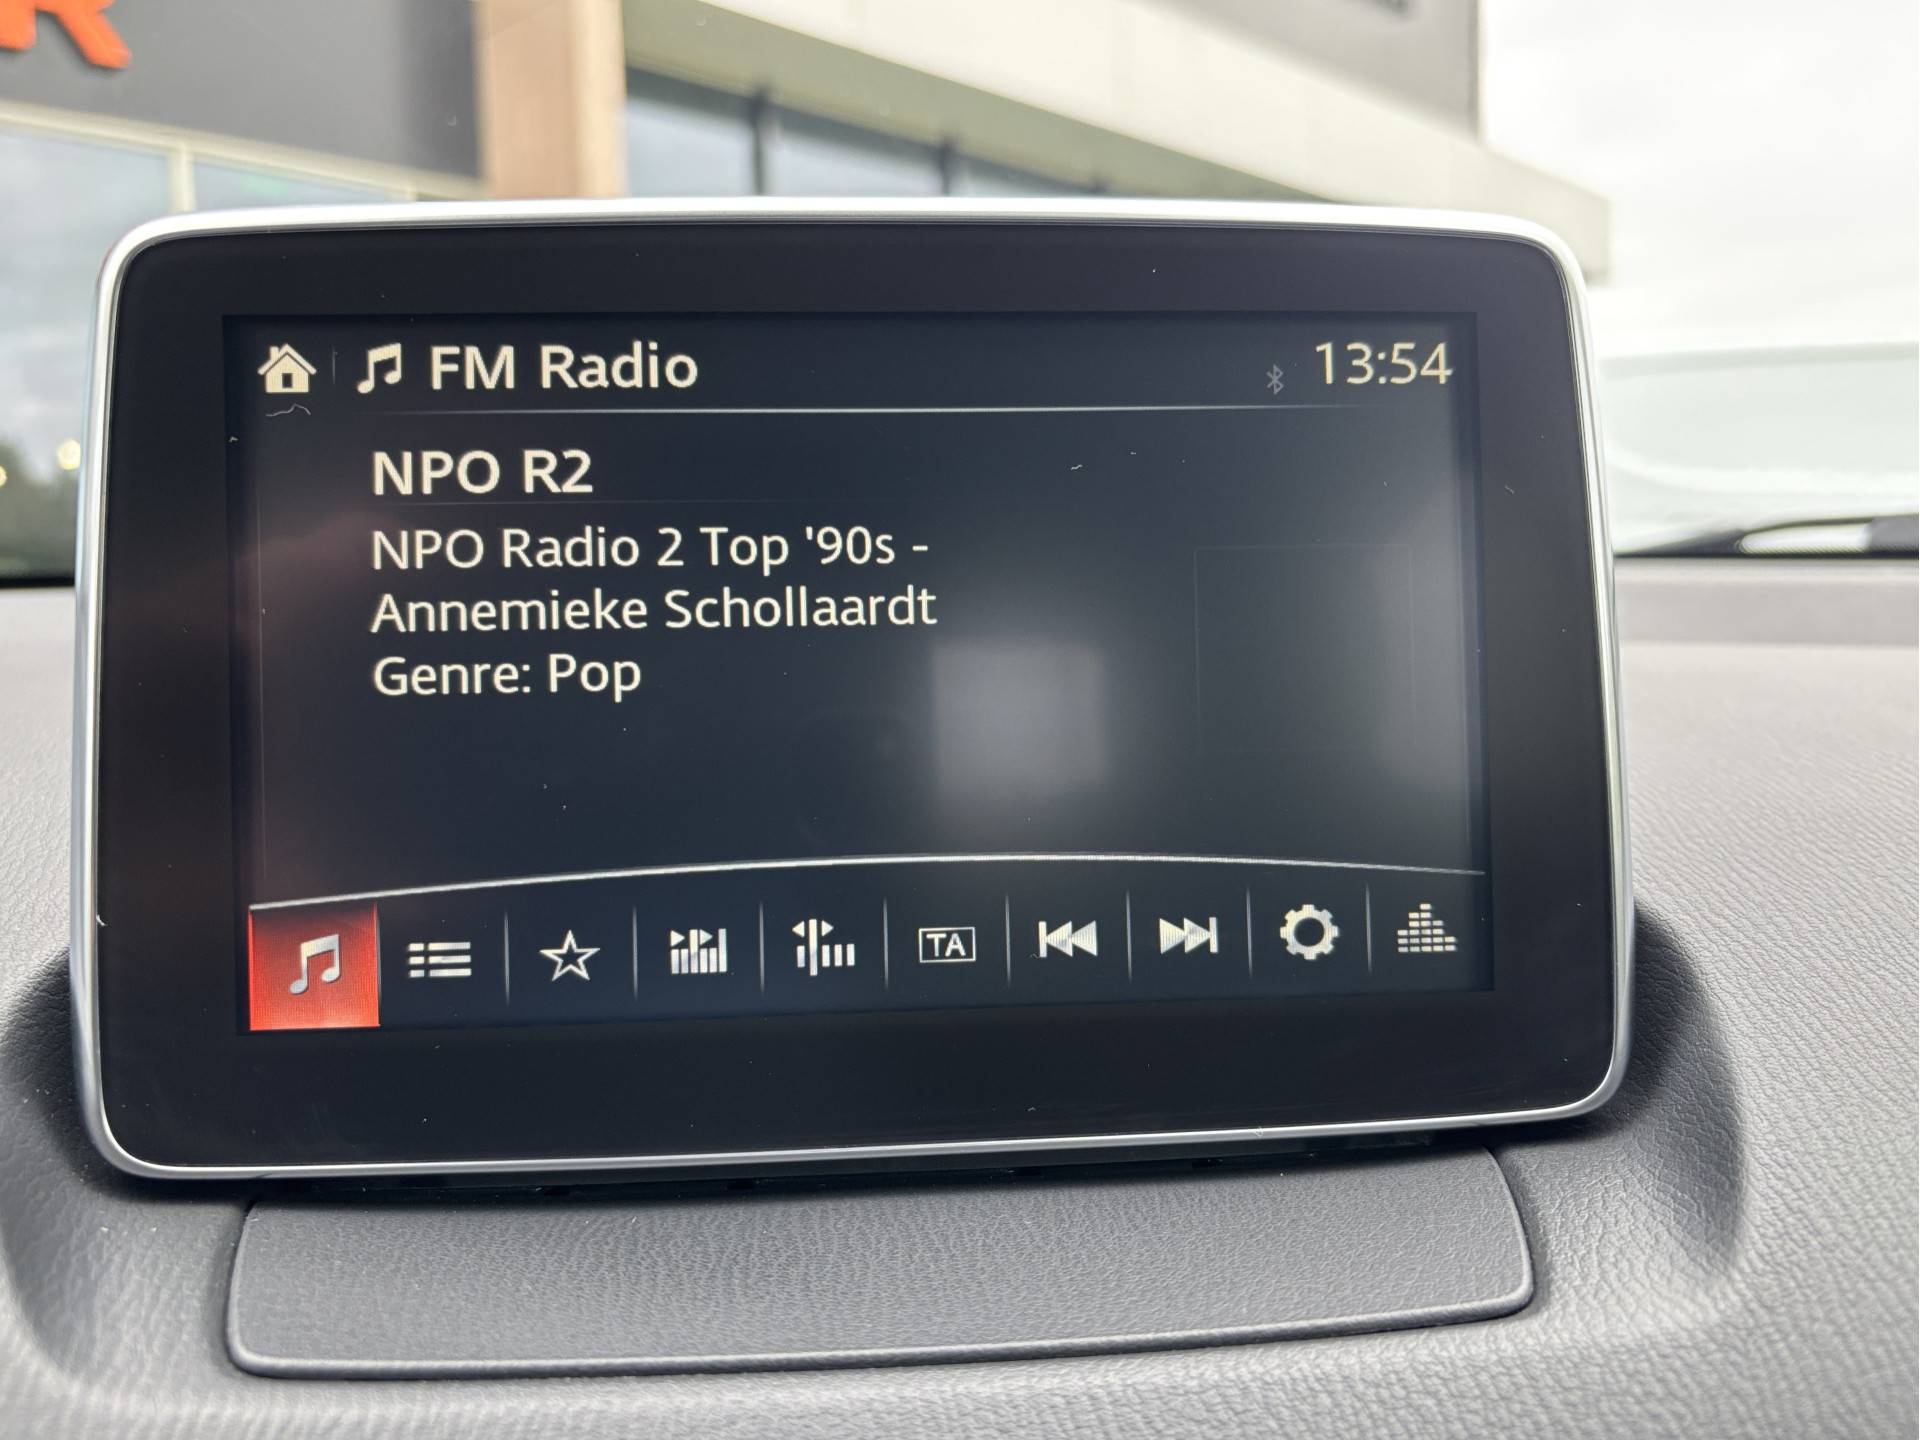 FM Radio
13:54
NPO R2
NPO Radio 2 Top '90s -
Annemieke Schollaardt
Genre: Pop
TA